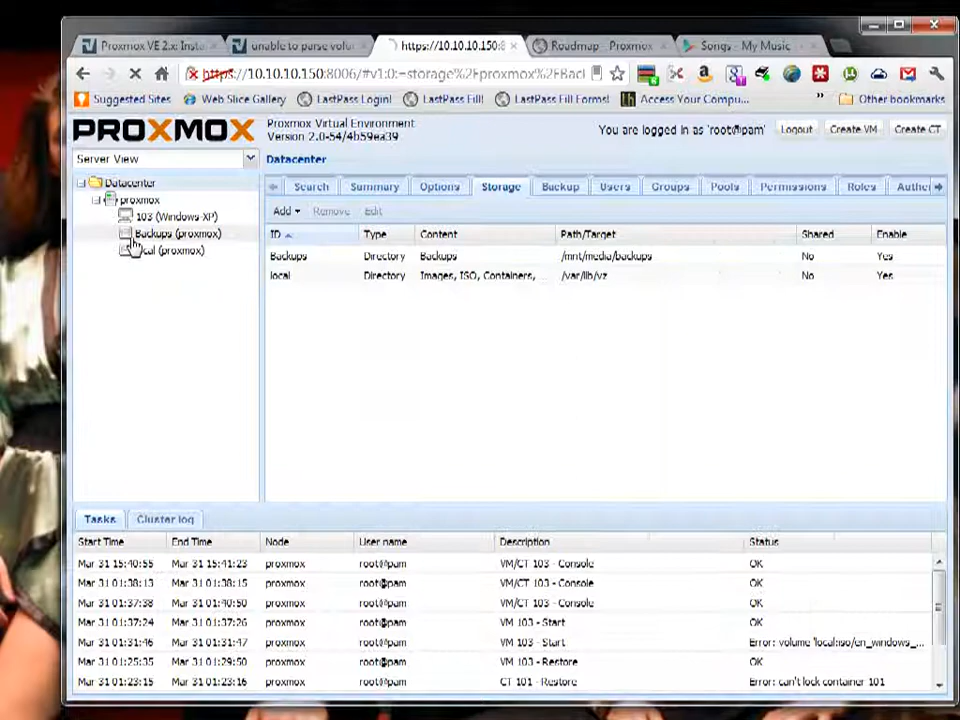 Proxmox VE 2.x: Insta
unable to parse volu
https://10.10.10.150:8
Roadmap - Proxmox
Songs - My Music
https://10.10.10.150:8006/#v1:0:=storage%2Fproxmox%2FBacl
Suggested Sites
Web Slice Gallery
LastPass Login!
LastPass Fill!
LastPass Fill Forms!
Access Your Compu...
»
Other bookmarks
PROXMOX
Proxmox Virtual Environment
Version 2.0-54/4b59ea39
You are logged in as 'root@pam'
Logout
Create VM
Create CT
Server View
Datacenter
Datacenter
proxmox
103 (Windows-XP)
Backups (proxmox)
cal (proxmox)
Search
Summary
Options
Storage
Backup
Users
Groups
Pools
Permissions
Roles
Authe
Add
Remove
Edit
ID Type Content Path/Target Shared Enable
Backups Directory Backups /mnt/media/backups No Yes
local Directory Images, ISO, Containers, /var/lib/vz No Yes
Tasks
Cluster log
Start Time End Time Node User name Description Status
Mar 31 15:40:55 Mar 31 15:41:23 proxmox root@pam VM/CT 103 - Console OK
Mar 31 01:38:13 Mar 31 01:38:15 proxmox root@pam VM/CT 103 - Console OK
Mar 31 01:37:38 Mar 31 01:40:50 proxmox root@pam VM/CT 103 - Console OK
Mar 31 01:37:24 Mar 31 01:37:26 proxmox root@pam VM 103 - Start OK
Mar 31 01:31:46 Mar 31 01:31:47 proxmox root@pam VM 103 - Start Error: volume 'local:iso/en_windows_...
Mar 31 01:25:35 Mar 31 01:29:50 proxmox root@pam VM 103 - Restore OK
Mar 31 01:23:15 Mar 31 01:23:16 proxmox root@pam CT 101 - Restore Error: can't lock container 101